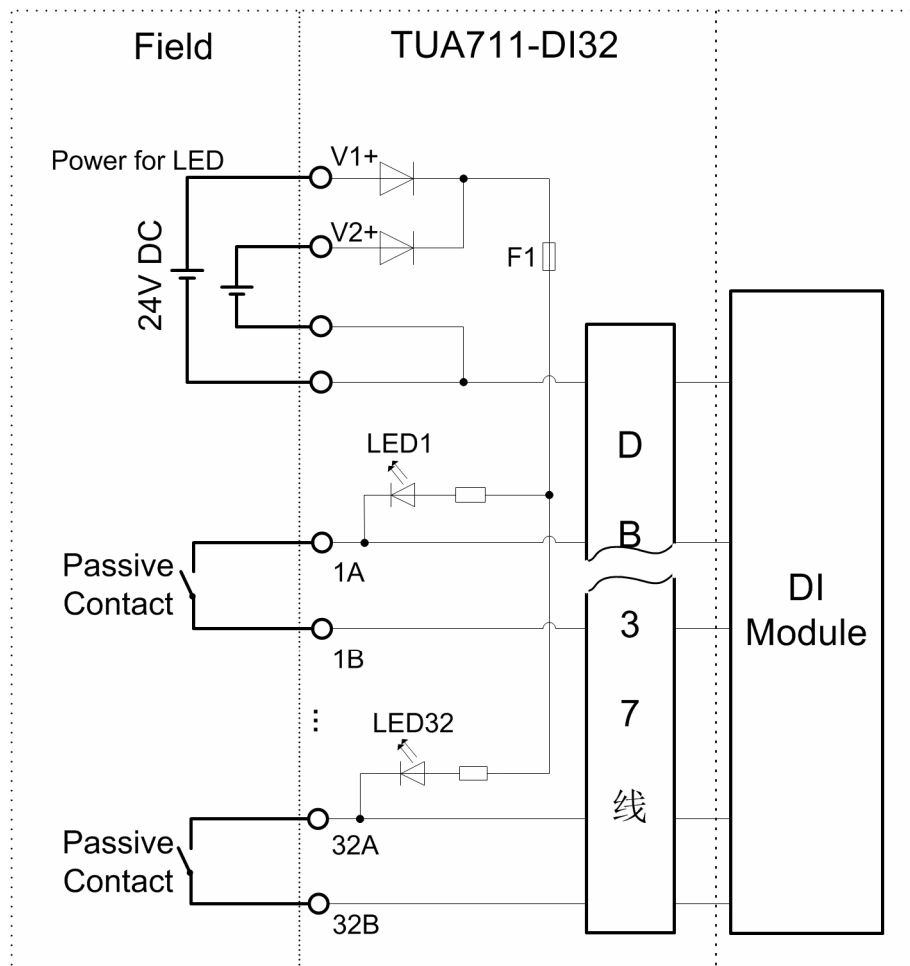 Field
TUA711-DI32
Power for LED
V1+
V2+
24V DC
F1
LED1
D
B
3
7
线
DI
Module
Passive
Contact
1A
1B
⋮
LED32
Passive
Contact
32A
32B